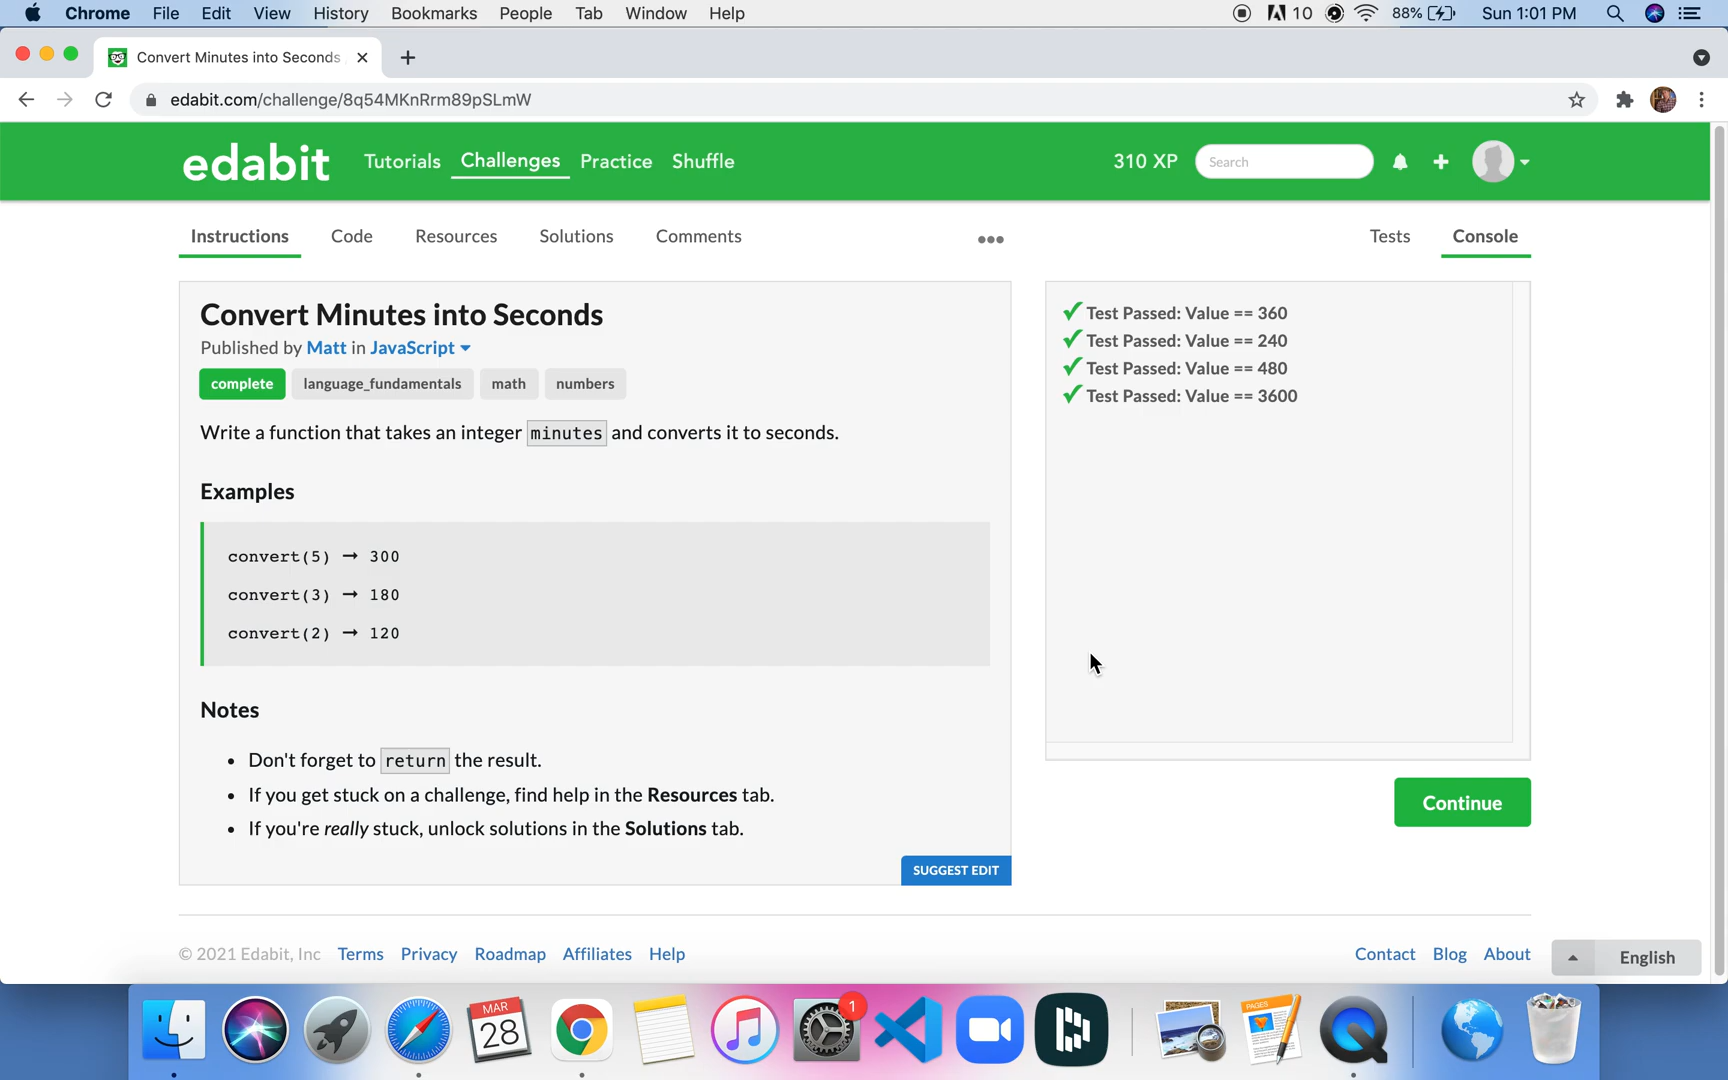 Chrome File Edit View History Bookmarks People Tab Window Help 10 88% Sun 1:01 PM
Convert Minutes into Seconds
edabit.com/challenge/8q54MKnRrm89pSLmW
edabit Tutorials Challenges Practice Shuffle 310 XP Search
Instructions Code Resources Solutions Comments ••• Tests Console
Convert Minutes into Seconds
Published by Matt in JavaScript
complete language_fundamentals math numbers
Write a function that takes an integer minutes and converts it to seconds.
Examples
convert(5) ➞ 300
convert(3) ➞ 180
convert(2) ➞ 120
Notes
• Don't forget to return the result.
• If you get stuck on a challenge, find help in the Resources tab.
• If you're really stuck, unlock solutions in the Solutions tab.
SUGGEST EDIT
✔ Test Passed: Value == 360
✔ Test Passed: Value == 240
✔ Test Passed: Value == 480
✔ Test Passed: Value == 3600
Continue
© 2021 Edabit, Inc Terms Privacy Roadmap Affiliates Help Contact Blog About English
MAR
28
1
PAGES